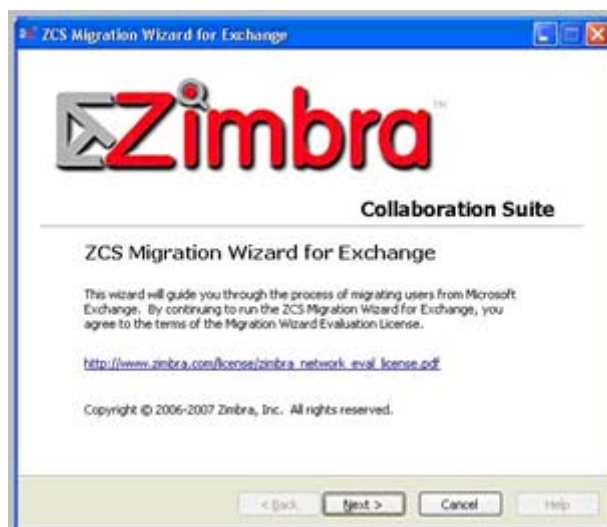 ZCS Migration Wizard for Exchange
Zimbra™
Collaboration Suite
ZCS Migration Wizard for Exchange
This wizard will guide you through the process of migrating users from Microsoft
Exchange. By continuing to run the ZCS Migration Wizard for Exchange, you
agree to the terms of the Migration Wizard Evaluation License.
http://www.zimbra.com/license/zimbra_network_eval_license.pdf
Copyright © 2006-2007 Zimbra, Inc. All rights reserved.
< Back Next > Cancel Help